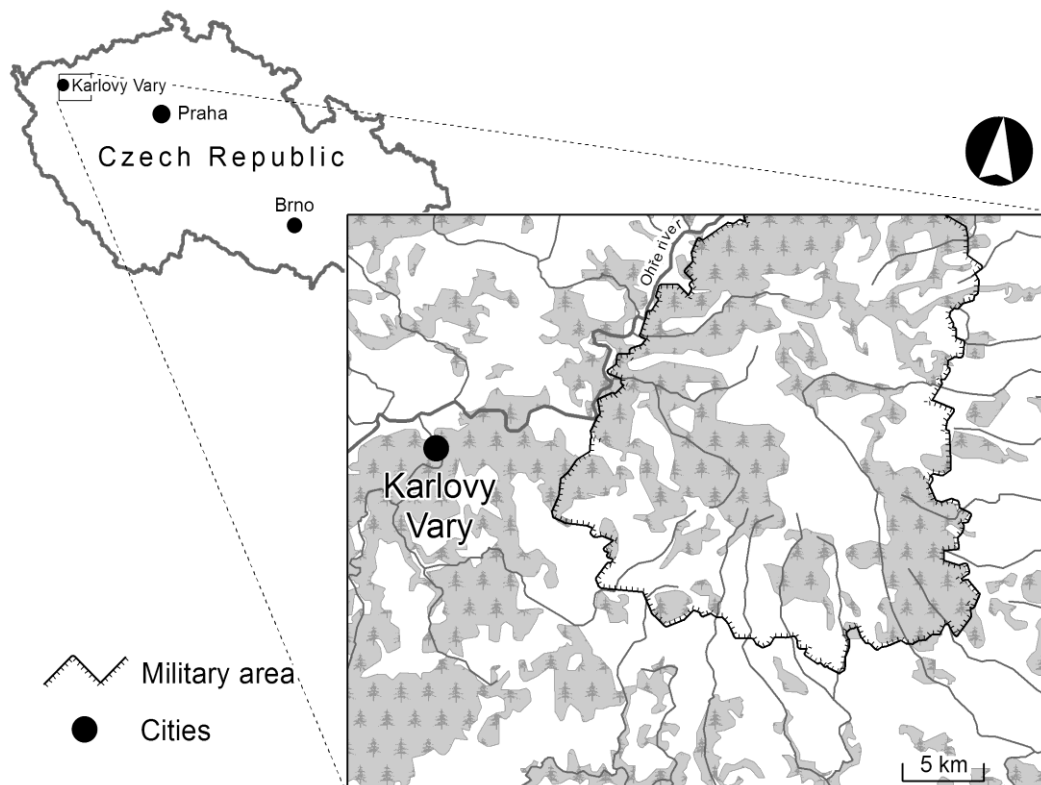 Karlovy Vary
Praha
Czech Republic
Brno
Ohře river
Karlovy
Vary
Military area
Cities
5 km